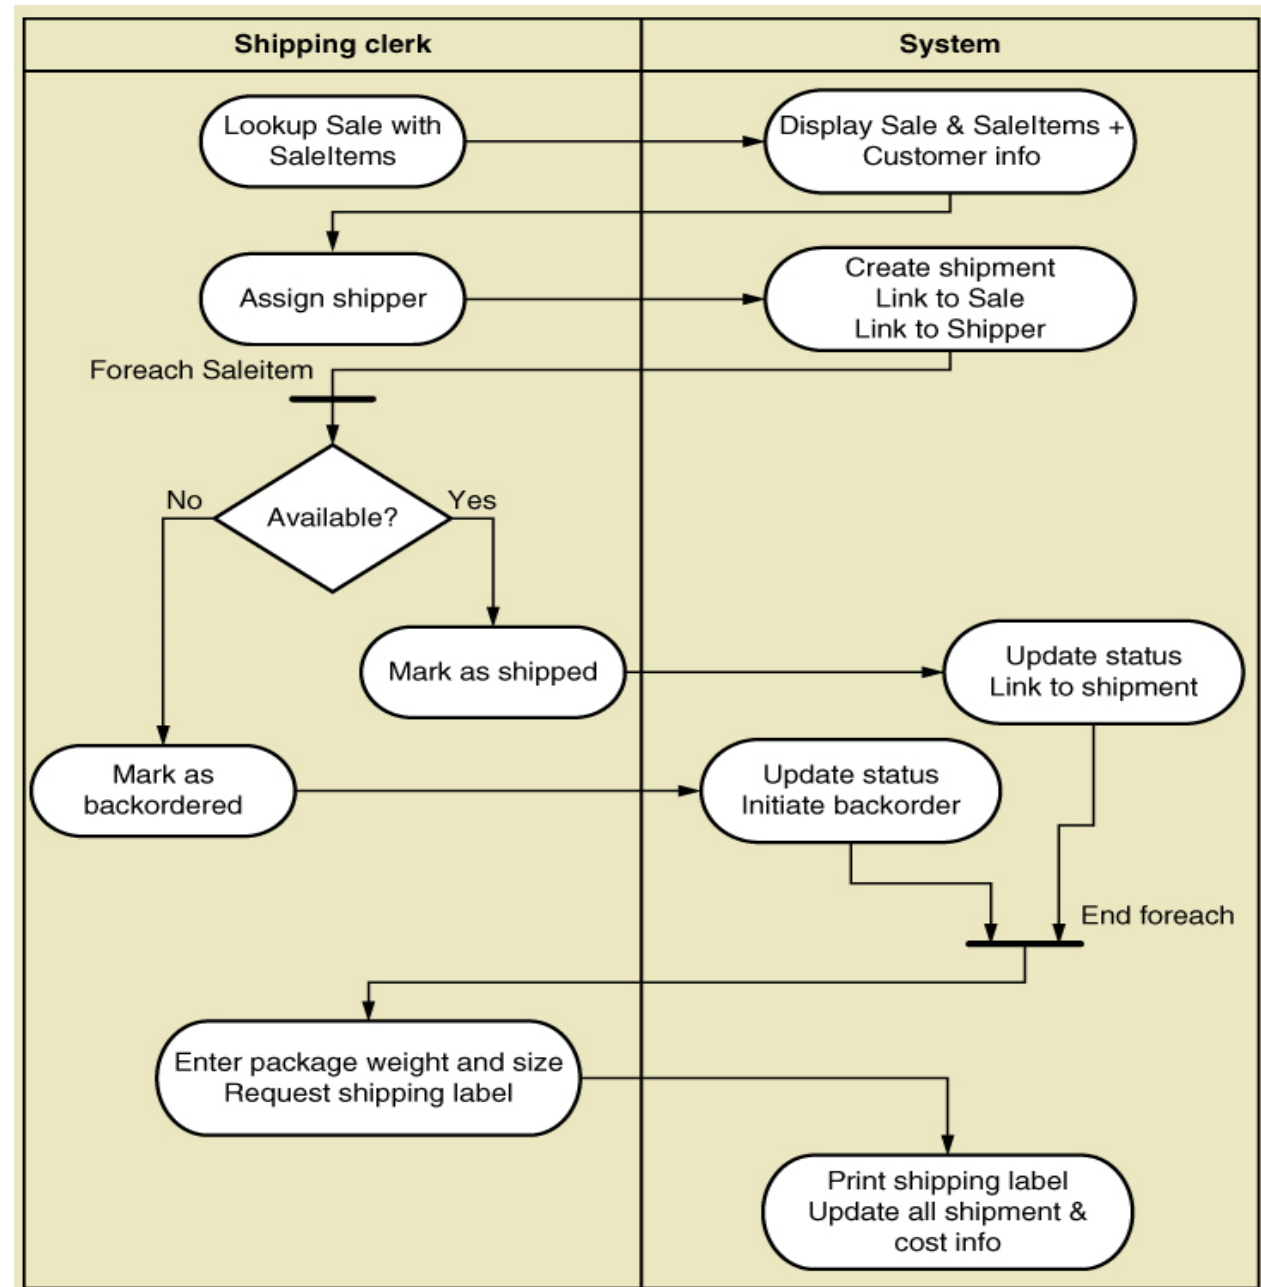 Shipping clerk
System
Lookup Sale with
SaleItems
Display Sale & SaleItems +
Customer info
Assign shipper
Create shipment
Link to Sale
Link to Shipper
Foreach Saleitem
No
Yes
Available?
Mark as shipped
Update status
Link to shipment
Mark as
backordered
Update status
Initiate backorder
End foreach
Enter package weight and size
Request shipping label
Print shipping label
Update all shipment &
cost info